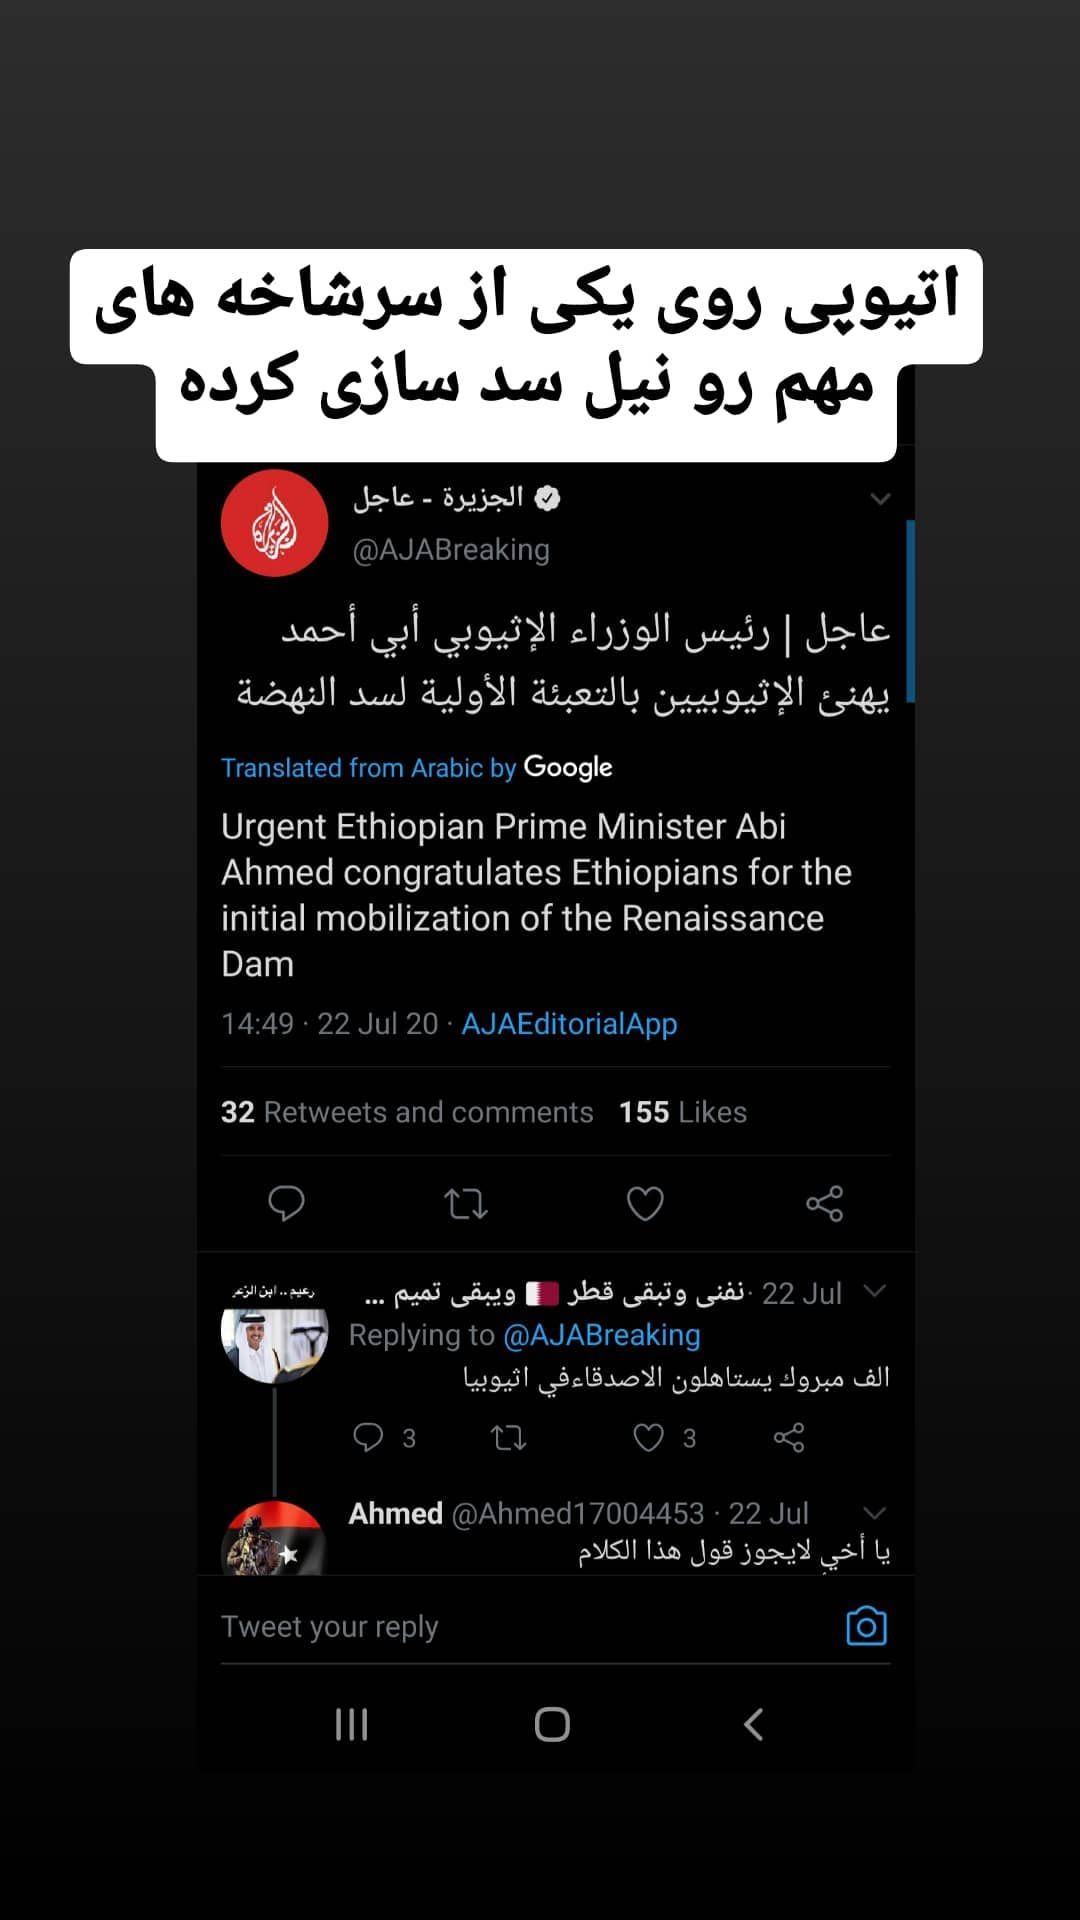 اتیوپی روی یکی از سرشاخه های
مهم رو نیل سد سازی کرده
الجزيرة - عاجل
@AJABreaking
عاجل | رئيس الوزراء الإثيوبي أبي أحمد
يهنئ الإثيوبيين بالتعبئة الأولية لسد النهضة
Translated from Arabic by Google
Urgent Ethiopian Prime Minister Abi
Ahmed congratulates Ethiopians for the
initial mobilization of the Renaissance
Dam
14:49 · 22 Jul 20 · AJAEditorialApp
32 Retweets and comments 155 Likes
نفنى وتبقى قطر 🇶🇦 ويبقى تميم ... · 22 Jul
Replying to @AJABreaking
الف مبروك يستاهلون الاصدقاءفي اثيوبيا
3 3
Ahmed @Ahmed17004453 · 22 Jul
يا أخي لايجوز قول هذا الكلام
Tweet your reply